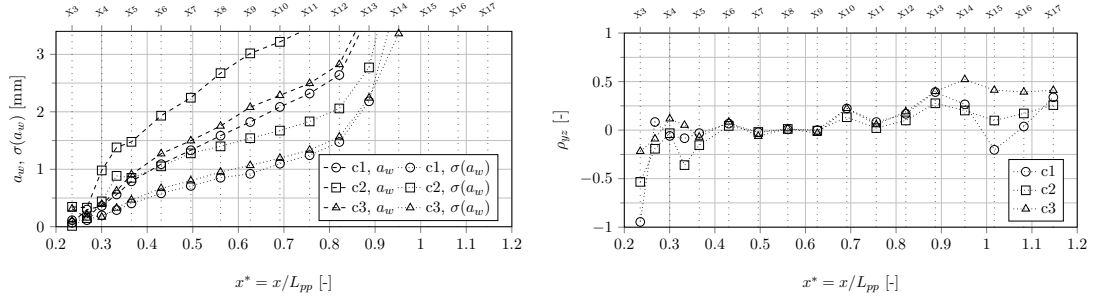 X3 X4 X5 X6 X7 X8 X9 X10 X11 X12 X13 X14 X15 X16 X17
a_w, σ(a_w) [mm]
3
2
1
0
c1, a_w c1, σ(a_w)
c2, a_w c2, σ(a_w)
c3, a_w c3, σ(a_w)
0.2 0.3 0.4 0.5 0.6 0.7 0.8 0.9 1 1.1 1.2
x* = x/L_pp [-]
X3 X4 X5 X6 X7 X8 X9 X10 X11 X12 X13 X14 X15 X16 X17
ρ_yz [-]
1
0.5
0
−0.5
−1
c1
c2
c3
0.2 0.3 0.4 0.5 0.6 0.7 0.8 0.9 1 1.1 1.2
x* = x/L_pp [-]